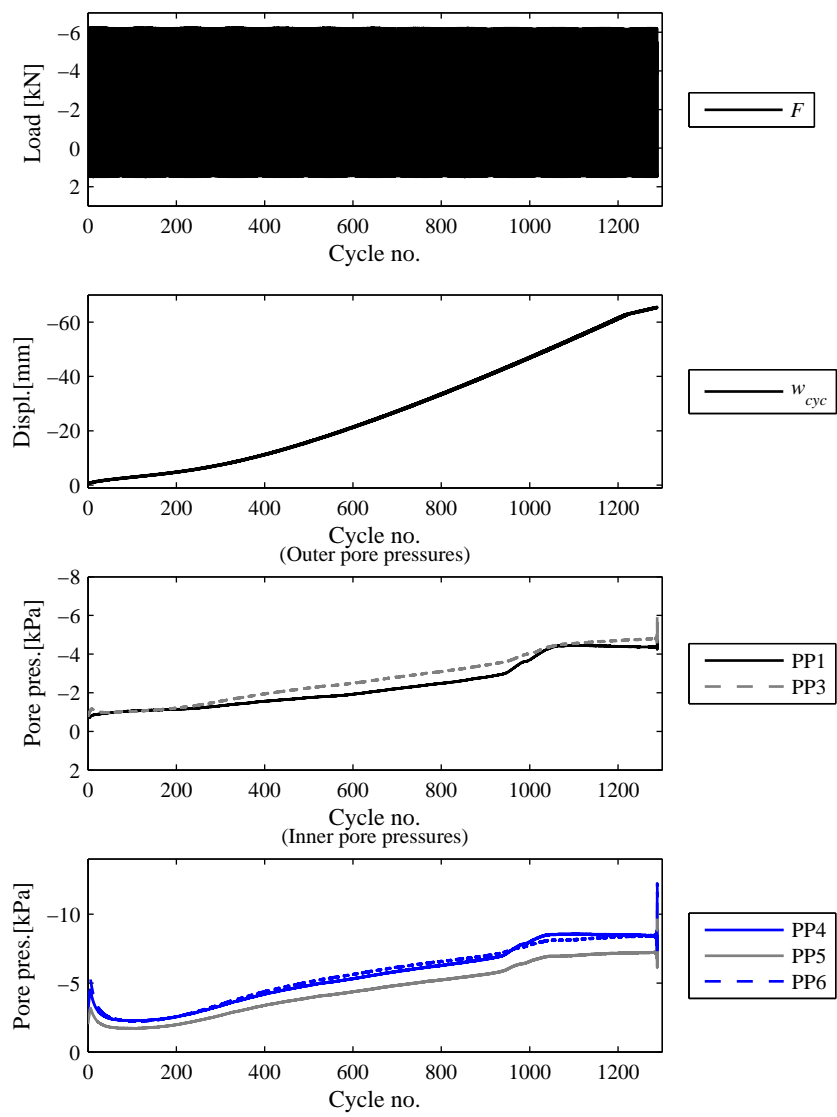 −6
−4
−2
0
2
Load [kN]
0 200 400 600 800 1000 1200
Cycle no.
F
−60
−40
−20
0
Displ.[mm]
0 200 400 600 800 1000 1200
Cycle no.
w_cyc
(Outer pore pressures)
−8
−6
−4
−2
0
2
Pore pres.[kPa]
0 200 400 600 800 1000 1200
Cycle no.
PP1
PP3
(Inner pore pressures)
−10
−5
0
Pore pres.[kPa]
0 200 400 600 800 1000 1200
Cycle no.
PP4
PP5
PP6